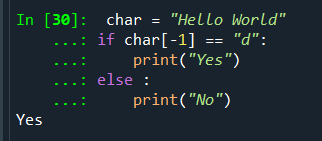 In [30]:  char = "Hello World"
    ...: if char[-1] == "d":
    ...:     print("Yes")
    ...: else :
    ...:     print("No")
Yes